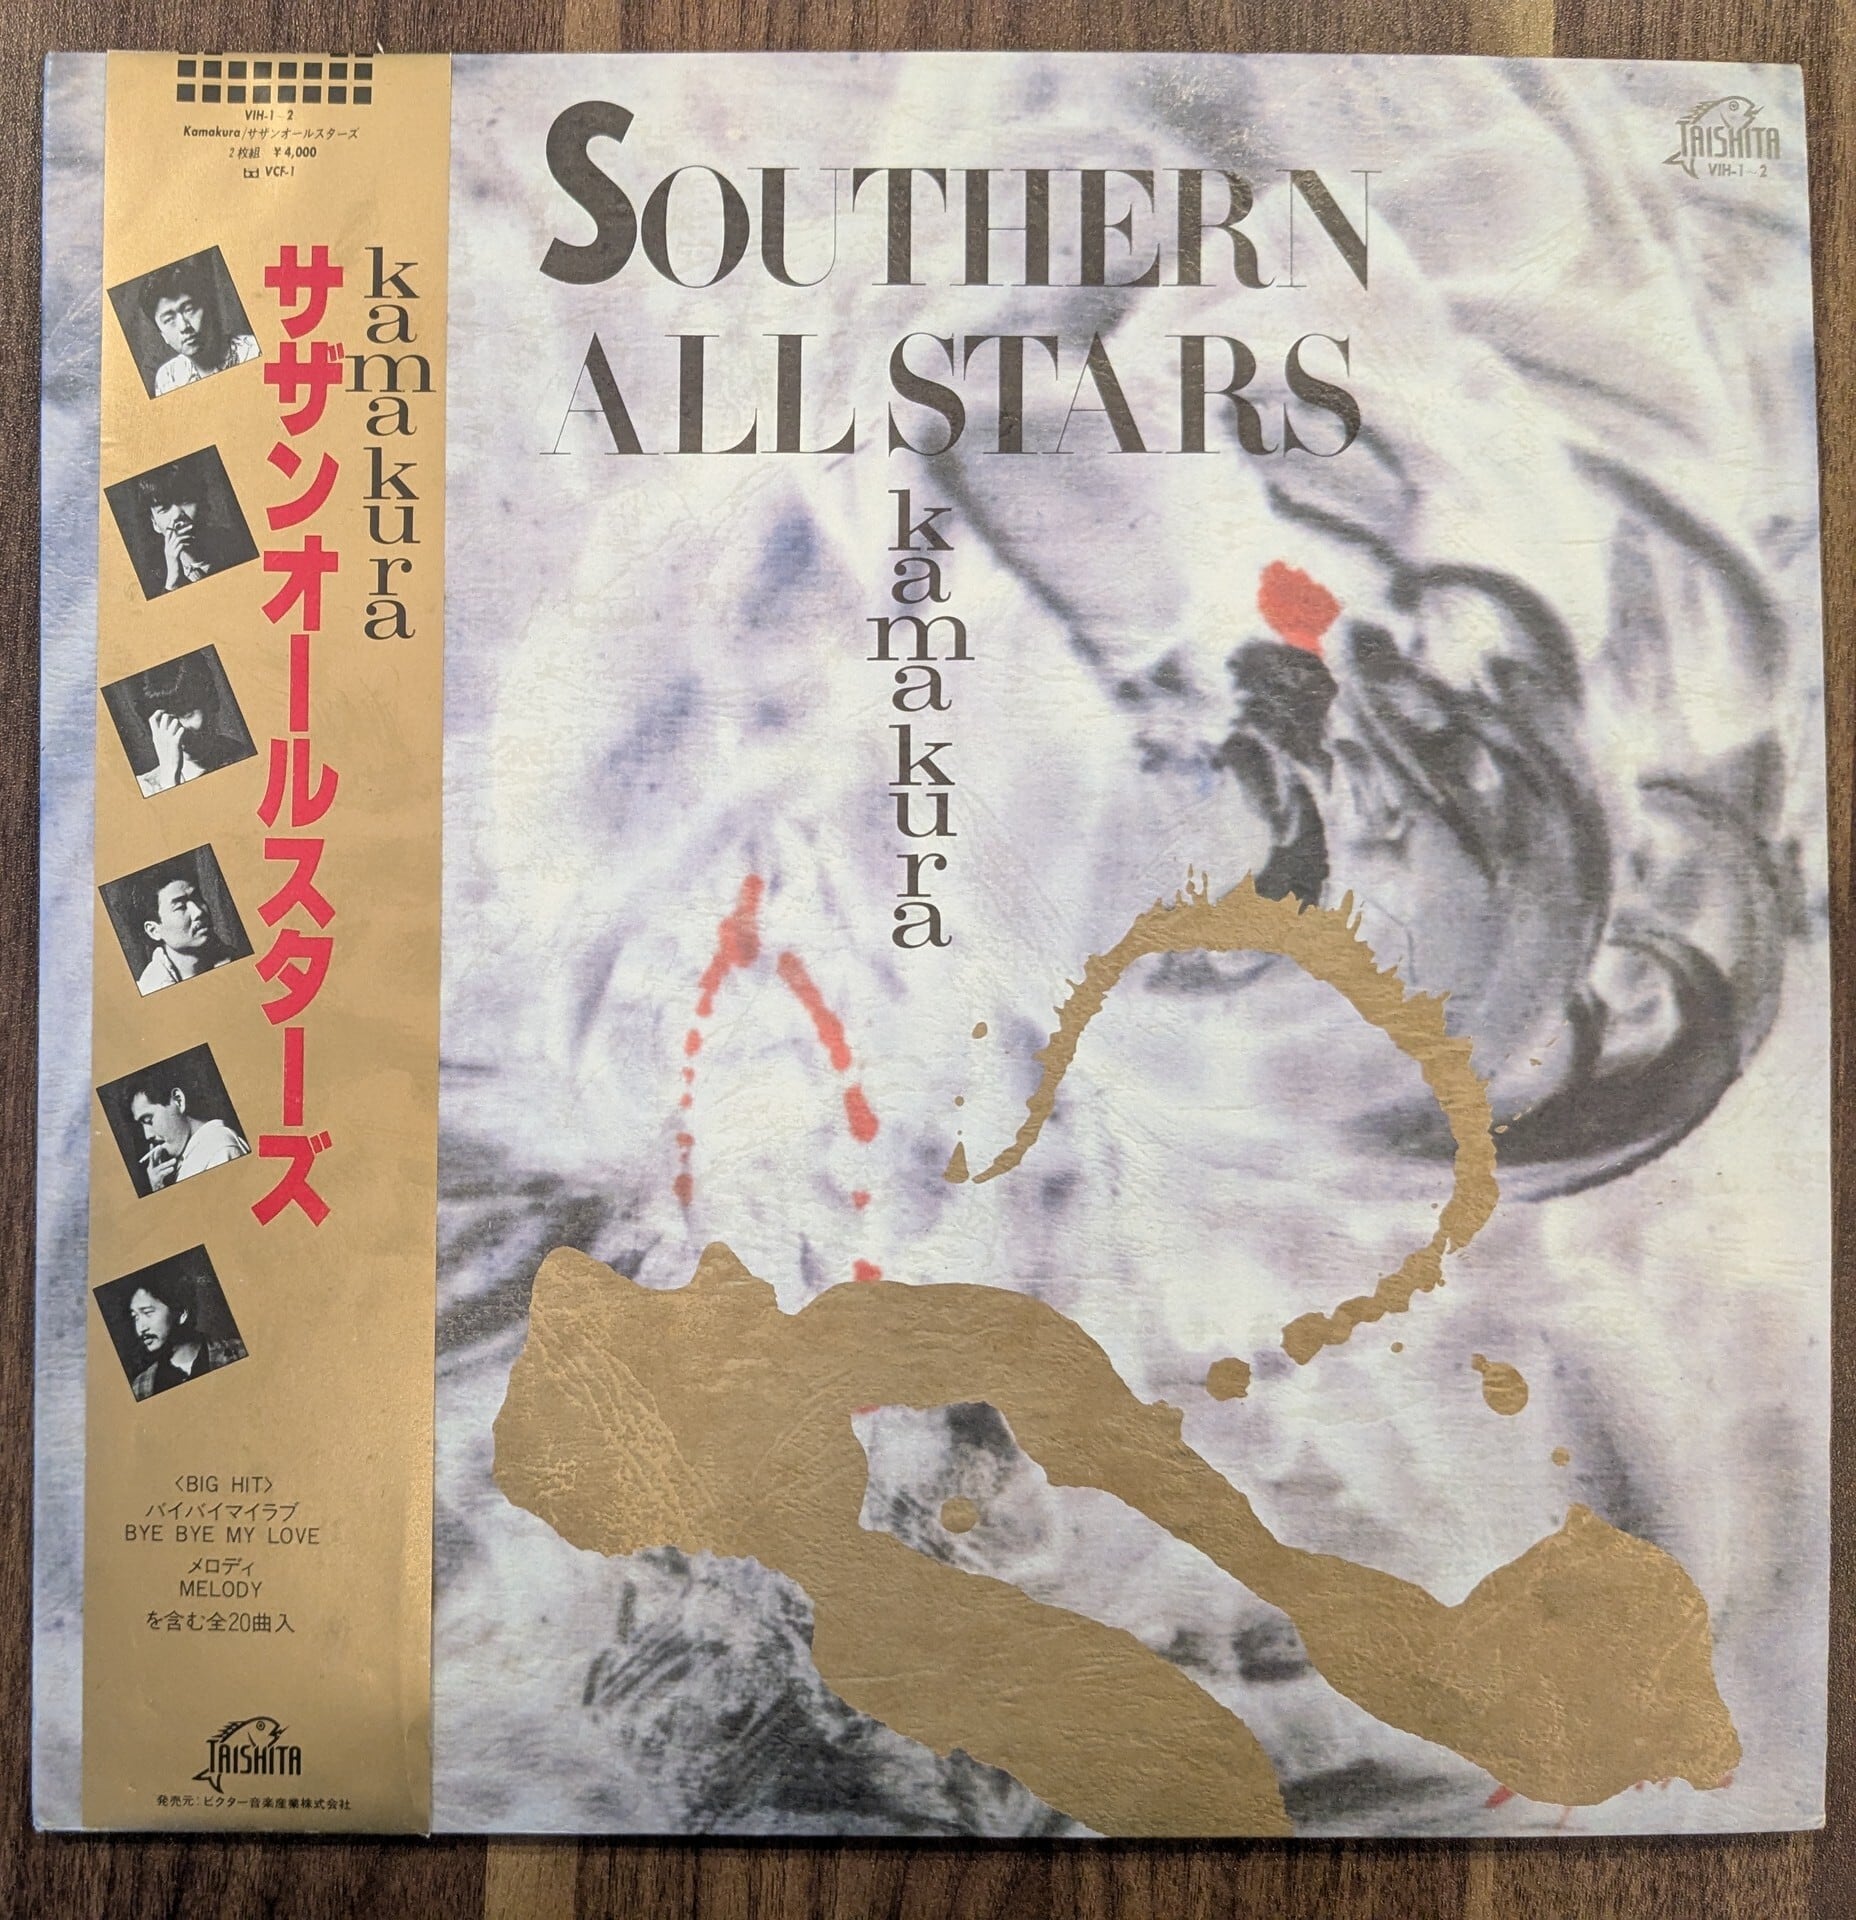 VIH-1~2
Kamakura/サザンオールスターズ
2枚組 ¥4,000
VCF-1
kamakura
サザンオールスターズ
<BIG HIT>
バイバイマイラブ
BYE BYE MY LOVE
メロディ
MELODY
を含む全20曲入
TAISHITA
発売元:ビクター音楽産業株式会社
SOUTHERN
ALL STARS
kamakura
TAISHITA
VIH-1~2